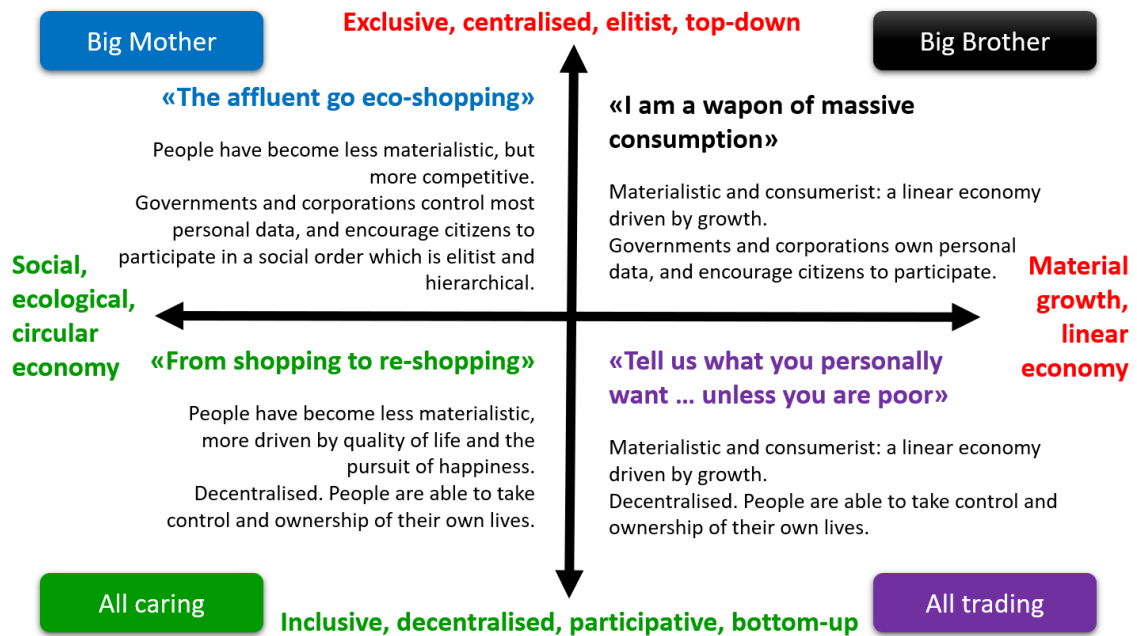 Big Mother
Exclusive, centralised, elitist, top-down
Big Brother
«The affluent go eco-shopping»
People have become less materialistic, but
more competitive.
Governments and corporations control most
personal data, and encourage citizens to
participate in a social order which is elitist and
hierarchical.
«I am a wapon of massive
consumption»
Materialistic and consumerist: a linear economy
driven by growth.
Governments and corporations own personal
data, and encourage citizens to participate.
Social,
ecological,
circular
economy
Material
growth,
linear
economy
«From shopping to re-shopping»
People have become less materialistic,
more driven by quality of life and the
pursuit of happiness.
Decentralised. People are able to take
control and ownership of their own lives.
«Tell us what you personally
want ... unless you are poor»
Materialistic and consumerist: a linear economy
driven by growth.
Decentralised. People are able to take control and
ownership of their own lives.
All caring
Inclusive, decentralised, participative, bottom-up
All trading